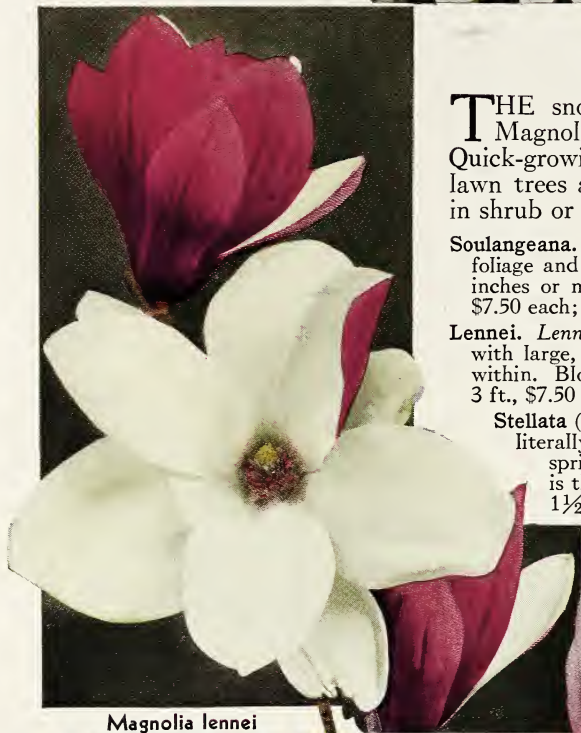 THE
Magnol
Quick-growi
lawn trees a
in shrub or
Soulangeana.
foliage and
inches or m
$7.50 each;
Lennei. Lenn
with large,
within. Blo
3 ft., $7.50
Stellata (
literally
spri
is t
1½
Magnolia lennei